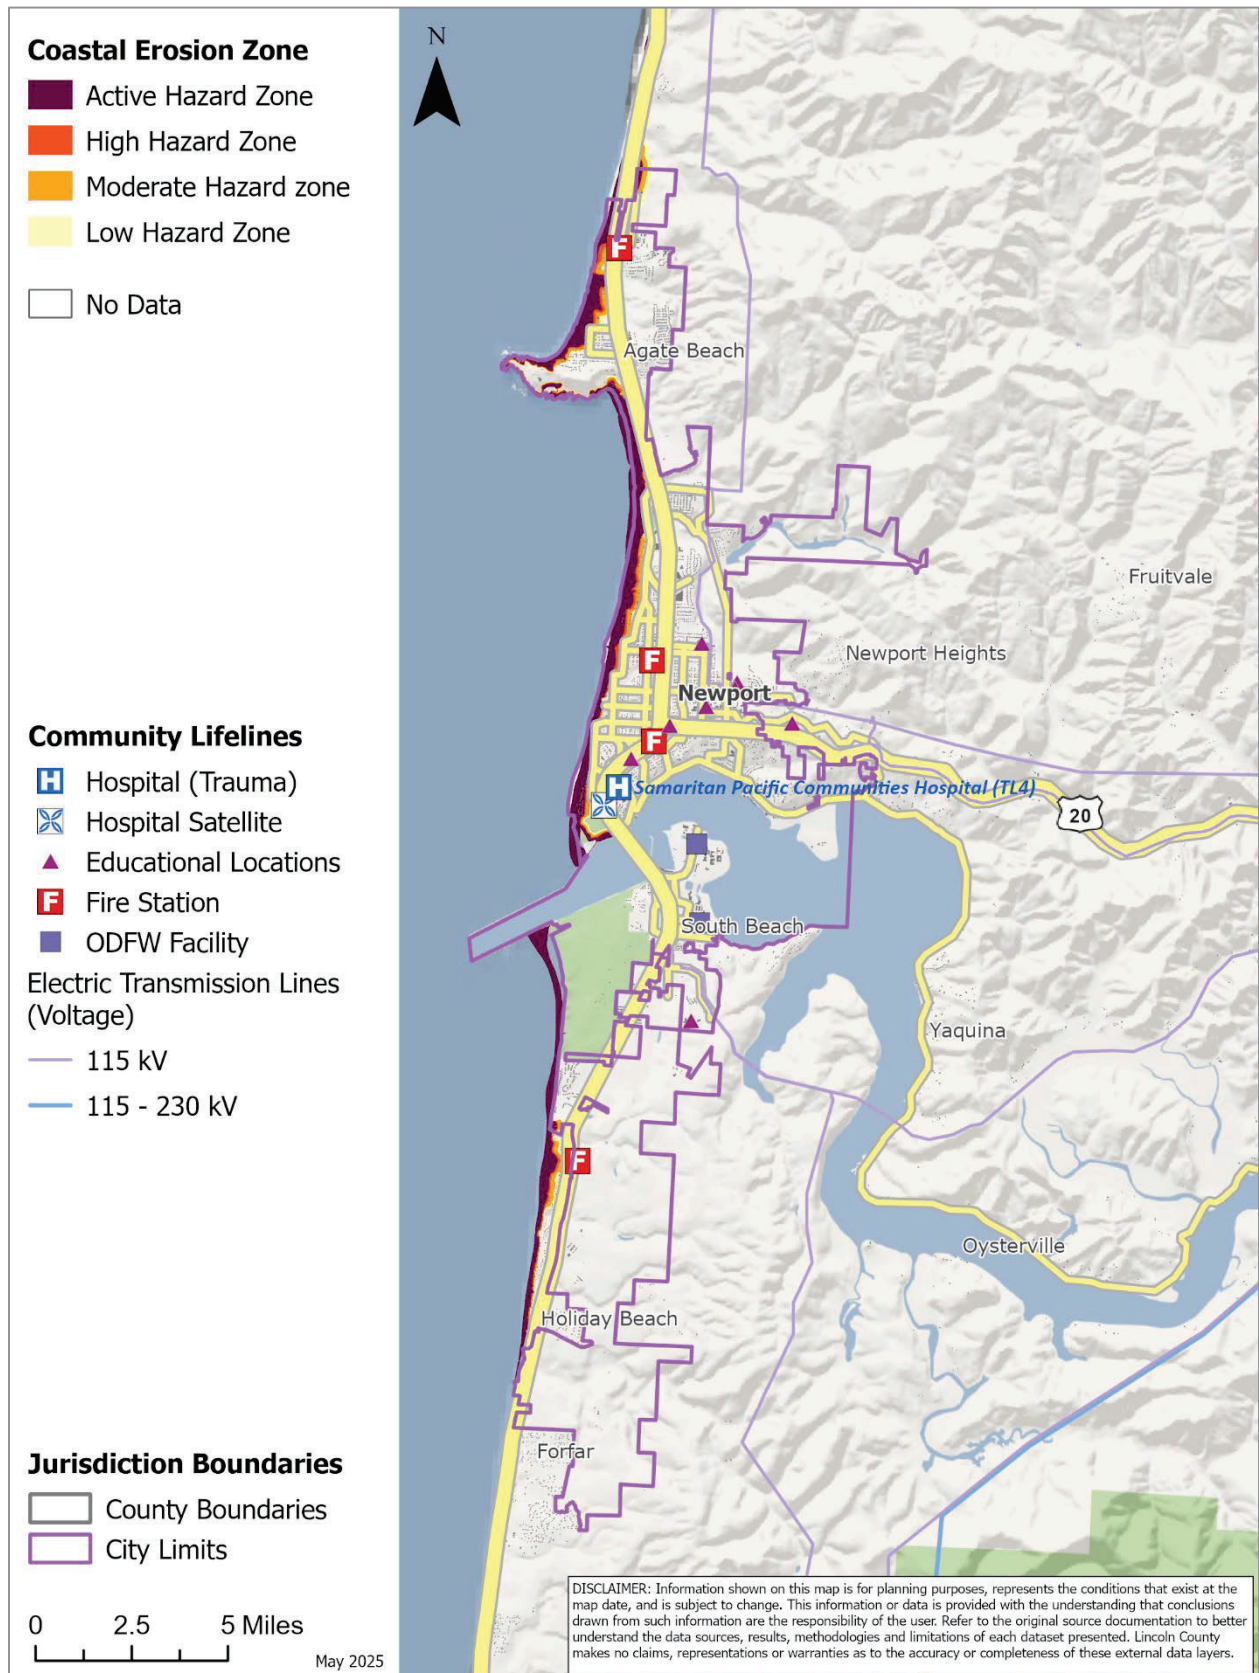 Coastal Erosion Zone
Active Hazard Zone
High Hazard Zone
Moderate Hazard zone
Low Hazard Zone
No Data
Community Lifelines
H Hospital (Trauma)
Hospital Satellite
Educational Locations
F Fire Station
ODFW Facility
Electric Transmission Lines
(Voltage)
115 kV
115 - 230 kV
Jurisdiction Boundaries
County Boundaries
City Limits
0 2.5 5 Miles
May 2025
N
F
Agate Beach
Fruitvale
Newport Heights
F
Newport
F
H Samaritan Pacific Communities Hospital (TL4)
20
South Beach
Yaquina
F
Oysterville
Holiday Beach
Forfar
DISCLAIMER: Information shown on this map is for planning purposes, represents the conditions that exist at the
map date, and is subject to change. This information or data is provided with the understanding that conclusions
drawn from such information are the responsibility of the user. Refer to the original source documentation to better
understand the data sources, results, methodologies and limitations of each dataset presented. Lincoln County
makes no claims, representations or warranties as to the accuracy or completeness of these external data layers.